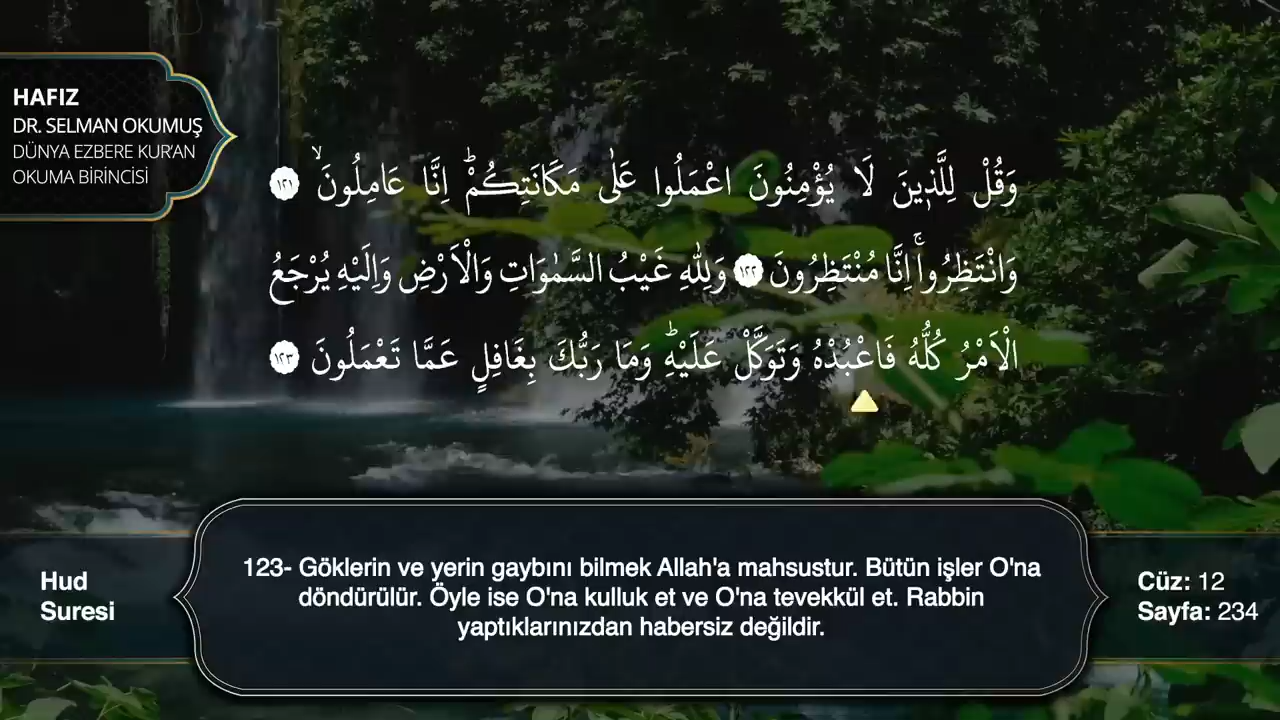 HAFIZ
DR. SELMAN OKUMUŞ
DÜNYA EZBERE KUR'AN
OKUMA BİRİNCİSİ
وَقُلْ لِلَّذ۪ينَ لَا يُؤْمِنُونَ اعْمَلُوا عَلٰى مَكَانَتِكُمْۜ اِنَّا عَامِلُونَۙ ١٢١
وَانْتَظِرُواۚ اِنَّا مُنْتَظِرُونَ ١٢٢ وَلِلّٰهِ غَيْبُ السَّمٰوَاتِ وَالْاَرْضِ وَاِلَيْهِ يُرْجَعُ
الْاَمْرُ كُلُّهُ فَاعْبُدْهُ وَتَوَكَّلْ عَلَيْهِۜ وَمَا رَبُّكَ بِغَافِلٍ عَمَّا تَعْمَلُونَ ١٢٣
123- Göklerin ve yerin gaybını bilmek Allah'a mahsustur. Bütün işler O'na
döndürülür. Öyle ise O'na kulluk et ve O'na tevekkül et. Rabbin
yaptıklarınızdan habersiz değildir.
Hud
Suresi
Cüz: 12
Sayfa: 234